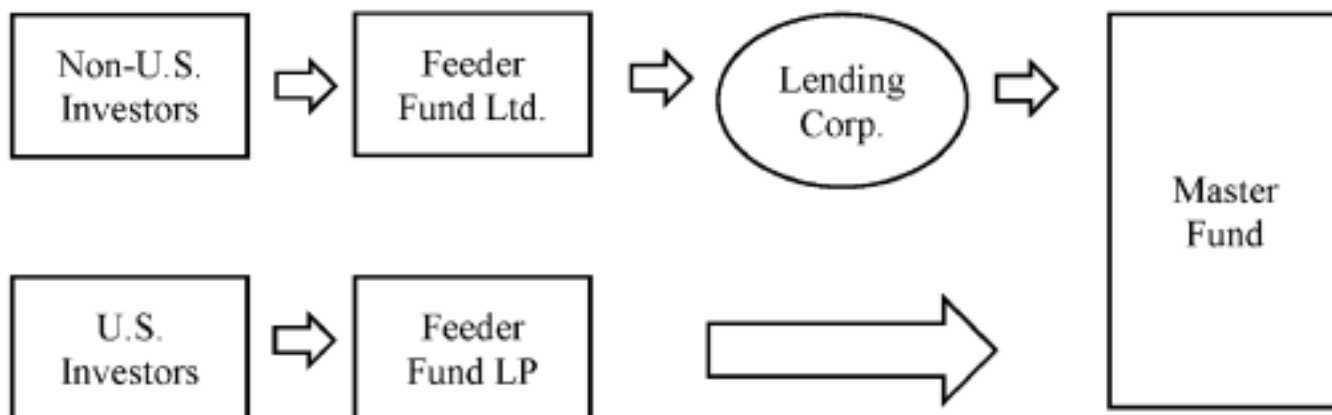 Non-U.S.
Investors
Feeder
Fund Ltd.
Lending
Corp.
Master
Fund
U.S.
Investors
Feeder
Fund LP